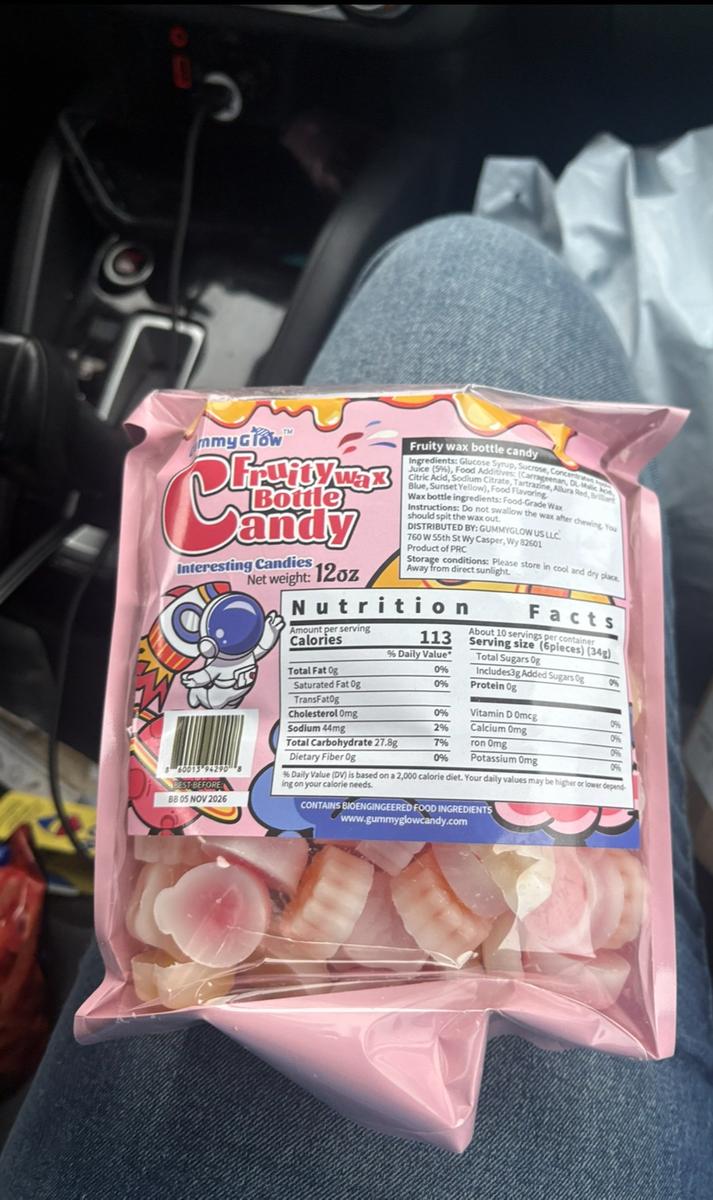 mmyGlow™
Fruity wax
Bottle
Candy
Interesting Candies
Net weight: 12oz
Fruity wax bottle candy
Ingredients: Glucose Syrup, Sucrose, Concentrated Apple
Juice (5%), Food Additives: (Carrageenan, DL-Malic Acid,
Citric Acid, Sodium Citrate, Tartrazine, Allura Red, Brilliant
Blue, Sunset Yellow), Food Flavoring.
Wax bottle ingredients: Food-Grade Wax
Instructions: Do not swallow the wax after chewing. You
should spit the wax out.
DISTRIBUTED BY: GUMMYGLOW US LLC.
760 W 55th St Wy Casper, Wy 82601
Product of PRC
Storage conditions: Please store in cool and dry place.
Away from direct sunlight.
Nutrition Facts
Amount per serving
Calories 113
% Daily Value*
Total Fat 0g 0%
Saturated Fat 0g 0%
TransFat0g
Cholesterol 0mg 0%
Sodium 44mg 2%
Total Carbohydrate 27.8g 7%
Dietary Fiber 0g 0%
About 10 servings per container
Serving size (6pieces) (34g)
Total Sugars 0g
Includes3g Added Sugars 0g 0%
Protein 0g
Vitamin D 0mcg 0%
Calcium 0mg 0%
ron 0mg 0%
Potassium 0mg 0%
% Daily Value (DV) is based on a 2,000 calorie diet. Your daily values may be higher or lower depend-
ing on your calorie needs.
8 60013 94290 8
BEST BEFORE:
BB 05 NOV 2026
CONTAINS BIOENGINGEERED FOOD INGREDIENTS
www.gummyglowcandy.com